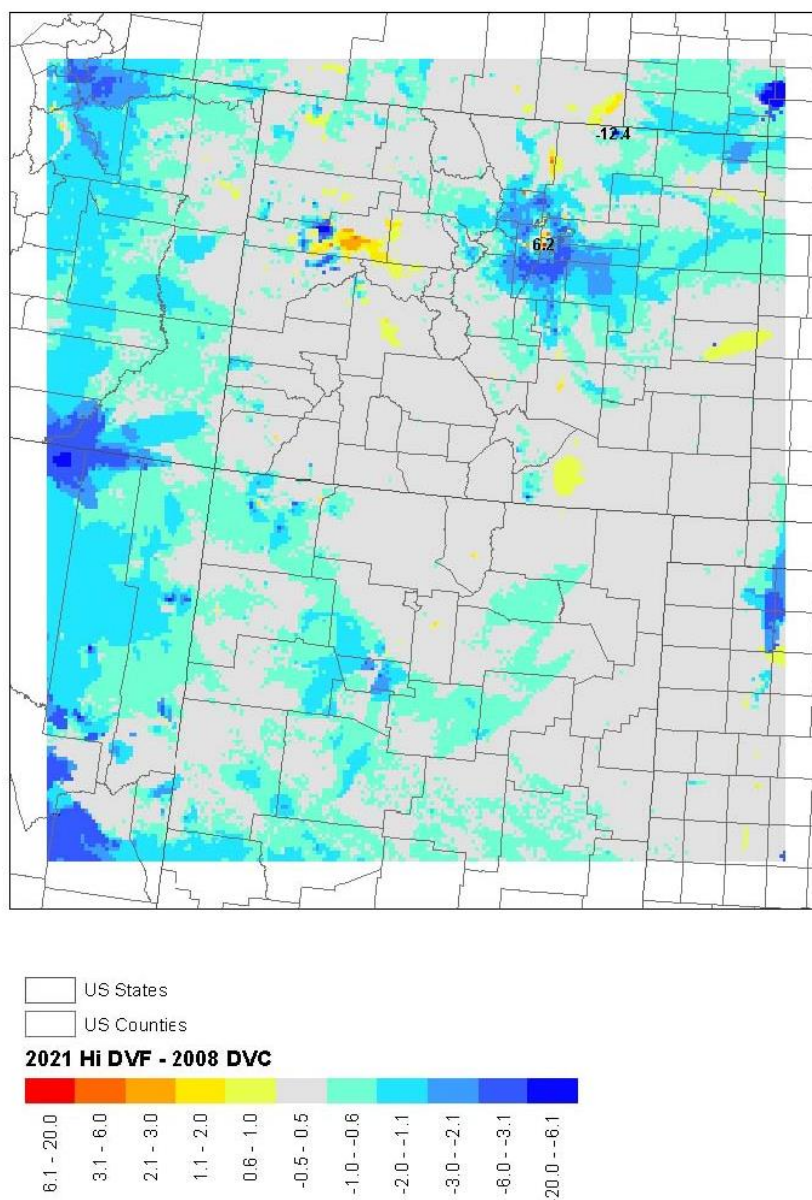 -12.4
6.2
US States
US Counties
2021 Hi DVF - 2008 DVC
6.1 - 20.0
3.1 - 6.0
2.1 - 3.0
1.1 - 2.0
0.6 - 1.0
-0.5 - 0.5
-1.0 - -0.6
-2.0 - -1.1
-3.0 - -2.1
-6.0 - -3.1
20.0 - -6.1